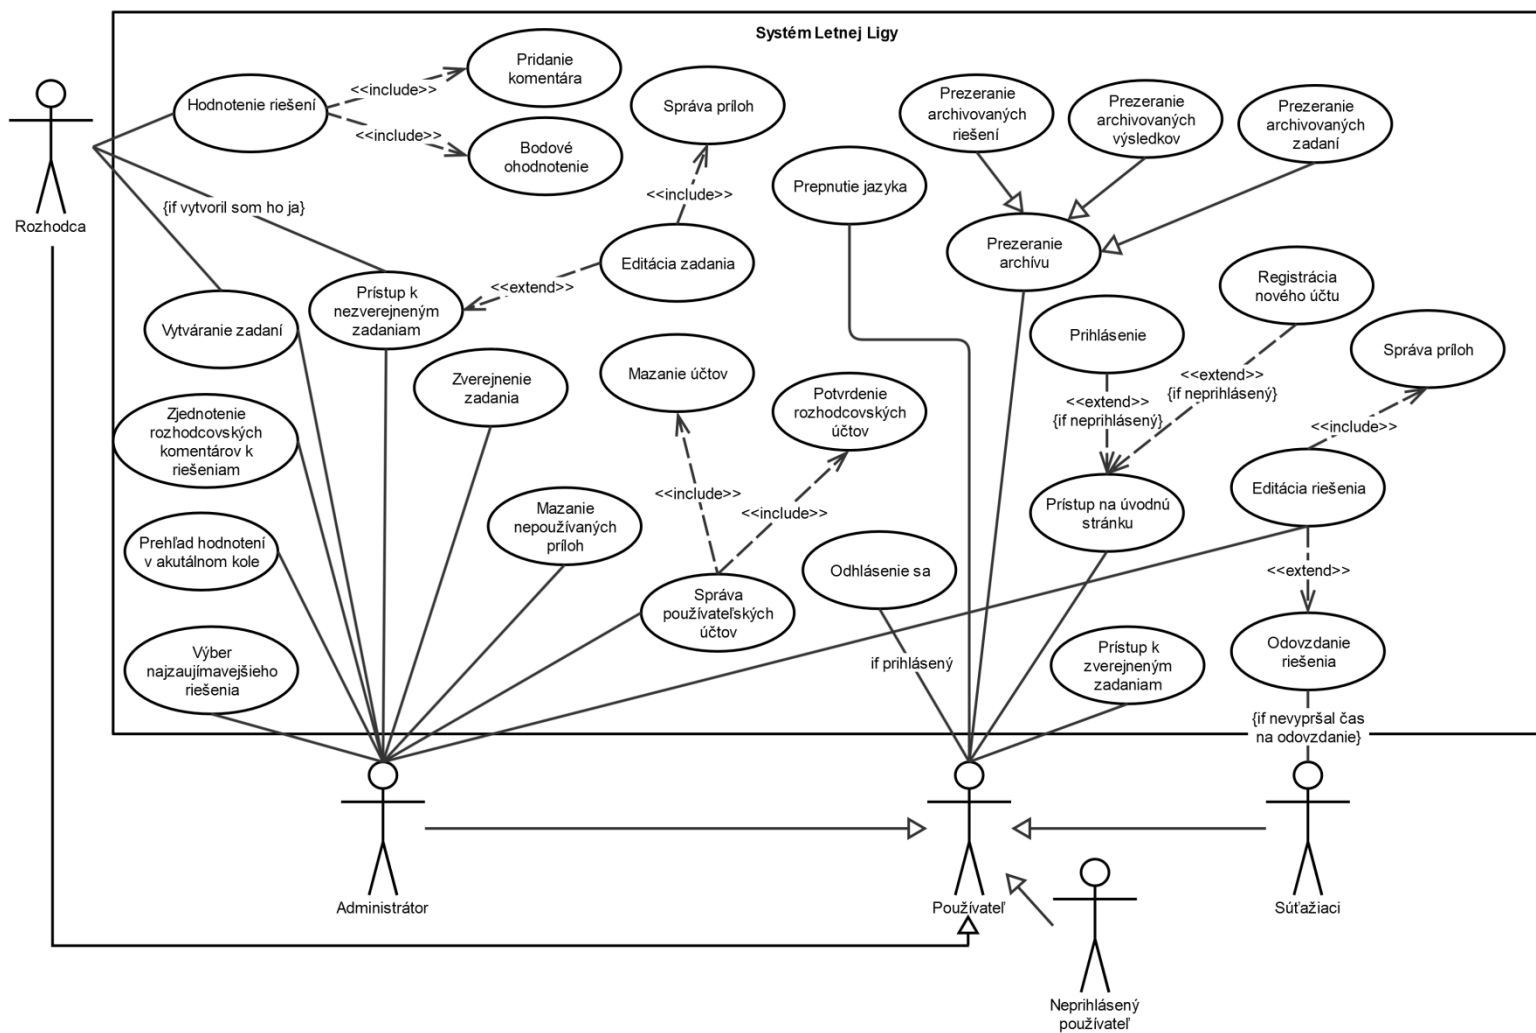 Systém Letnej Ligy
Rozhodca
Hodnotenie riešení
<<include>>
<<include>>
Pridanie
komentára
Bodové
ohodnotenie
Správa príloh
<<include>>
Prepnutie jazyka
Prezeranie
archivovaných
riešení
Prezeranie
archivovaných
výsledkov
Prezeranie
archivovaných
zadaní
{if vytvoril som ho ja}
Editácia zadania
<<extend>>
Prezeranie
archívu
Registrácia
nového účtu
Vytváranie zadaní
Prístup k
nezverejneným
zadaniam
Prihlásenie
Správa príloh
Zverejnenie
zadania
Mazanie účtov
Potvrdenie
rozhodcovských
účtov
<<extend>>
{if neprihlásený}
<<extend>>
{if neprihlásený}
<<include>>
Zjednotenie
rozhodcovských
komentárov k
riešeniam
<<include>>
<<include>>
Prístup na úvodnú
stránku
Editácia riešenia
Prehľad hodnotení
v akutálnom kole
Mazanie
nepoužívaných
príloh
Odhlásenie sa
<<extend>>
Správa
používateľských
účtov
Výber
najzaujímavejšieho
riešenia
if prihlásený
Prístup k
zverejneným
zadaniam
Odovzdanie
riešenia
{if nevypršal čas
na odovzdanie}
Administrátor
Používateľ
Súťažiaci
Neprihlásený
používateľ